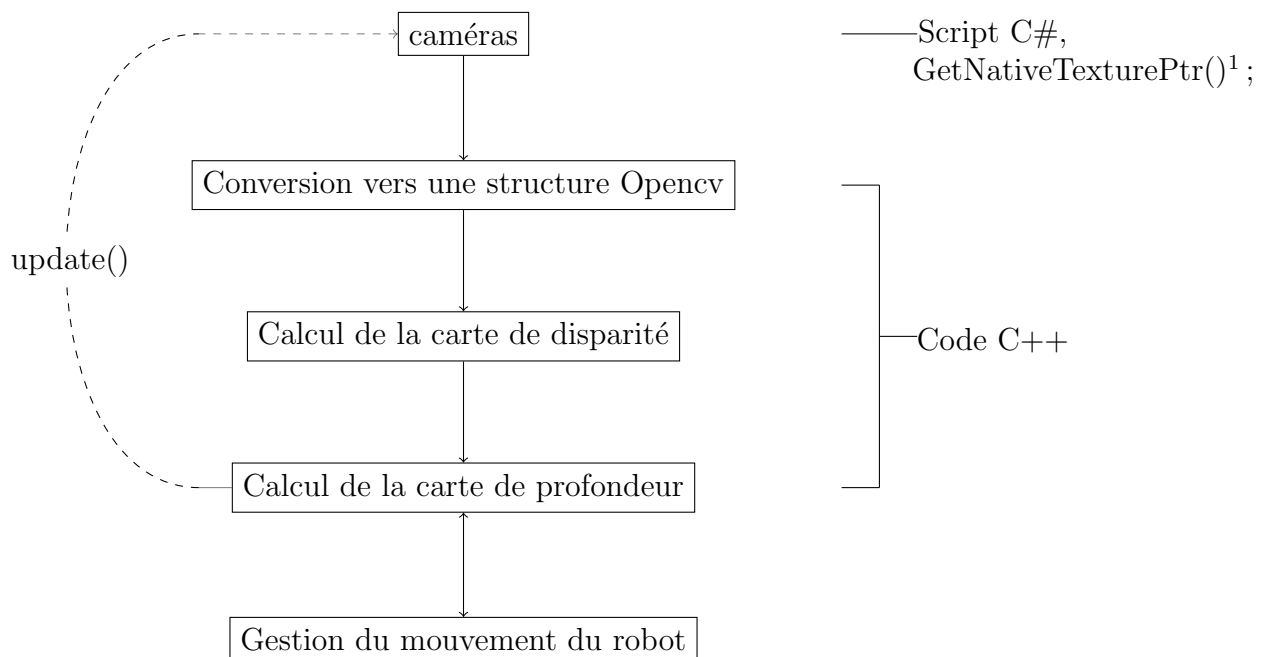 caméras
Script C#,
GetNativeTexturePtr()¹ ;
Conversion vers une structure Opencv
update()
Calcul de la carte de disparité
Code C++
Calcul de la carte de profondeur
Gestion du mouvement du robot